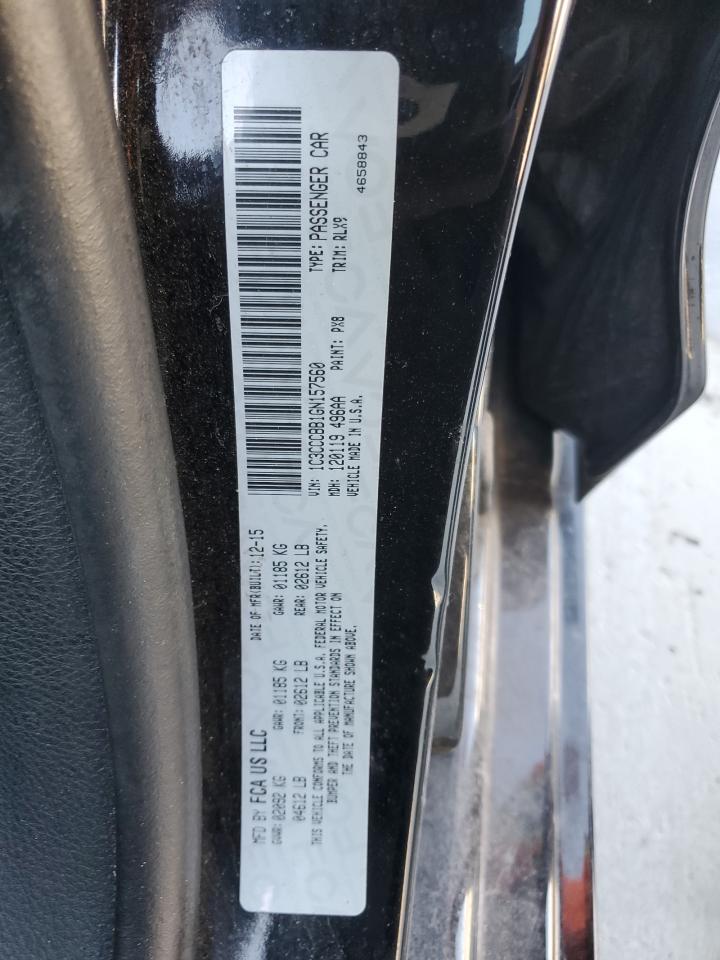 MFD BY FCA US LLC
DATE OF MFR(BUILT): 12-15
GVWR: 02092 KG
GAWR: 01185 KG
GAWR: 01185 KG
04612 LB
FRONT: 02612 LB
REAR: 02612 LB
THIS VEHICLE CONFORMS TO ALL APPLICABLE U.S.A. FEDERAL MOTOR VEHICLE SAFETY,
BUMPER AND THEFT PREVENTION STANDARDS IN EFFECT ON
THE DATE OF MANUFACTURE SHOWN ABOVE.
VIN: 1C3CCCBB1GN157560
TYPE: PASSENGER CAR
MDH: 120119 496AA
PAINT: PX8
TRIM: RLX9
VEHICLE MADE IN U.S.A.
4658843